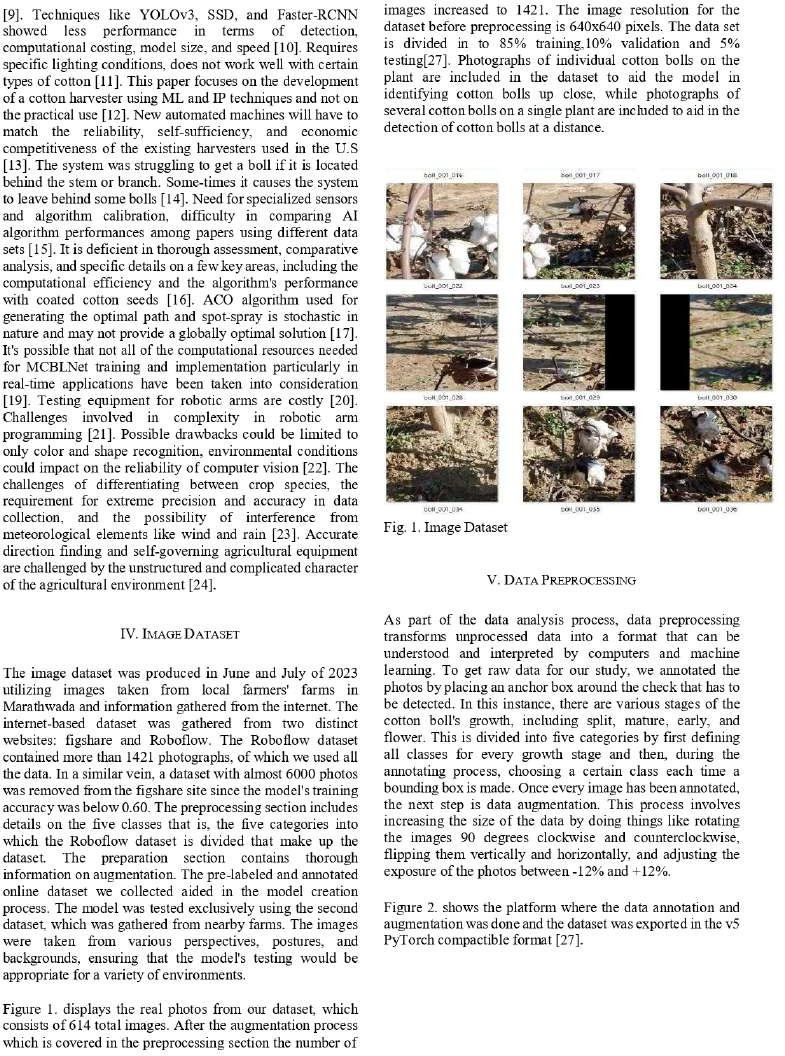 [9]. Techniques like YOLOv3, SSD, and Faster-RCNN
showed less performance in terms of detection,
computational costing, model size, and speed [10]. Requires
specific lighting conditions, does not work well with certain
types of cotton [11]. This paper focuses on the development
of a cotton harvester using ML and IP techniques and not on
the practical use [12]. New automated machines will have to
match the reliability, self-sufficiency, and economic
competitiveness of the existing harvesters used in the U.S
[13]. The system was struggling to get a boll if it is located
behind the stem or branch. Some-times it causes the system
to leave behind some bolls [14]. Need for specialized sensors
and algorithm calibration, difficulty in comparing AI
algorithm performances among papers using different data
sets [15]. It is deficient in thorough assessment, comparative
analysis, and specific details on a few key areas, including the
computational efficiency and the algorithm's performance
with coated cotton seeds [16]. ACO algorithm used for
generating the optimal path and spot-spray is stochastic in
nature and may not provide a globally optimal solution [17].
It's possible that not all of the computational resources needed
for MCBLNet training and implementation particularly in
real-time applications have been taken into consideration
[19]. Testing equipment for robotic arms are costly [20].
Challenges involved in complexity in robotic arm
programming [21]. Possible drawbacks could be limited to
only color and shape recognition, environmental conditions
could impact on the reliability of computer vision [22]. The
challenges of differentiating between crop species, the
requirement for extreme precision and accuracy in data
collection, and the possibility of interference from
meteorological elements like wind and rain [23]. Accurate
direction finding and self-governing agricultural equipment
are challenged by the unstructured and complicated character
of the agricultural environment [24].
IV. IMAGE DATASET
The image dataset was produced in June and July of 2023
utilizing images taken from local farmers' farms in
Marathwada and information gathered from the internet. The
internet-based dataset was gathered from two distinct
websites: figshare and Roboflow. The Roboflow dataset
contained more than 1421 photographs, of which we used all
the data. In a similar vein, a dataset with almost 6000 photos
was removed from the figshare site since the model's training
accuracy was below 0.60. The preprocessing section includes
details on the five classes that is, the five categories into
which the Roboflow dataset is divided that make up the
dataset. The preparation section contains thorough
information on augmentation. The pre-labeled and annotated
online dataset we collected aided in the model creation
process. The model was tested exclusively using the second
dataset, which was gathered from nearby farms. The images
were taken from various perspectives, postures, and
backgrounds, ensuring that the model's testing would be
appropriate for a variety of environments.
Figure 1. displays the real photos from our dataset, which
consists of 614 total images. After the augmentation process
which is covered in the preprocessing section the number of
images increased to 1421. The image resolution for the
dataset before preprocessing is 640x640 pixels. The data set
is divided in to 85% training,10% validation and 5%
testing[27]. Photographs of individual cotton bolls on the
plant are included in the dataset to aid the model in
identifying cotton bolls up close, while photographs of
several cotton bolls on a single plant are included to aid in the
detection of cotton bolls at a distance.
boll_001_016 boll_001_017 boll_001_018
boll_001_022 boll_001_023 boll_001_024
boll_001_028 boll_001_029 boll_001_030
boll_001_034 boll_001_035 boll_001_036
Fig. 1. Image Dataset
V. DATA PREPROCESSING
As part of the data analysis process, data preprocessing
transforms unprocessed data into a format that can be
understood and interpreted by computers and machine
learning. To get raw data for our study, we annotated the
photos by placing an anchor box around the check that has to
be detected. In this instance, there are various stages of the
cotton boll's growth, including split, mature, early, and
flower. This is divided into five categories by first defining
all classes for every growth stage and then, during the
annotating process, choosing a certain class each time a
bounding box is made. Once every image has been annotated,
the next step is data augmentation. This process involves
increasing the size of the data by doing things like rotating
the images 90 degrees clockwise and counterclockwise,
flipping them vertically and horizontally, and adjusting the
exposure of the photos between -12% and +12%.
Figure 2. shows the platform where the data annotation and
augmentation was done and the dataset was exported in the v5
PyTorch compactible format [27].